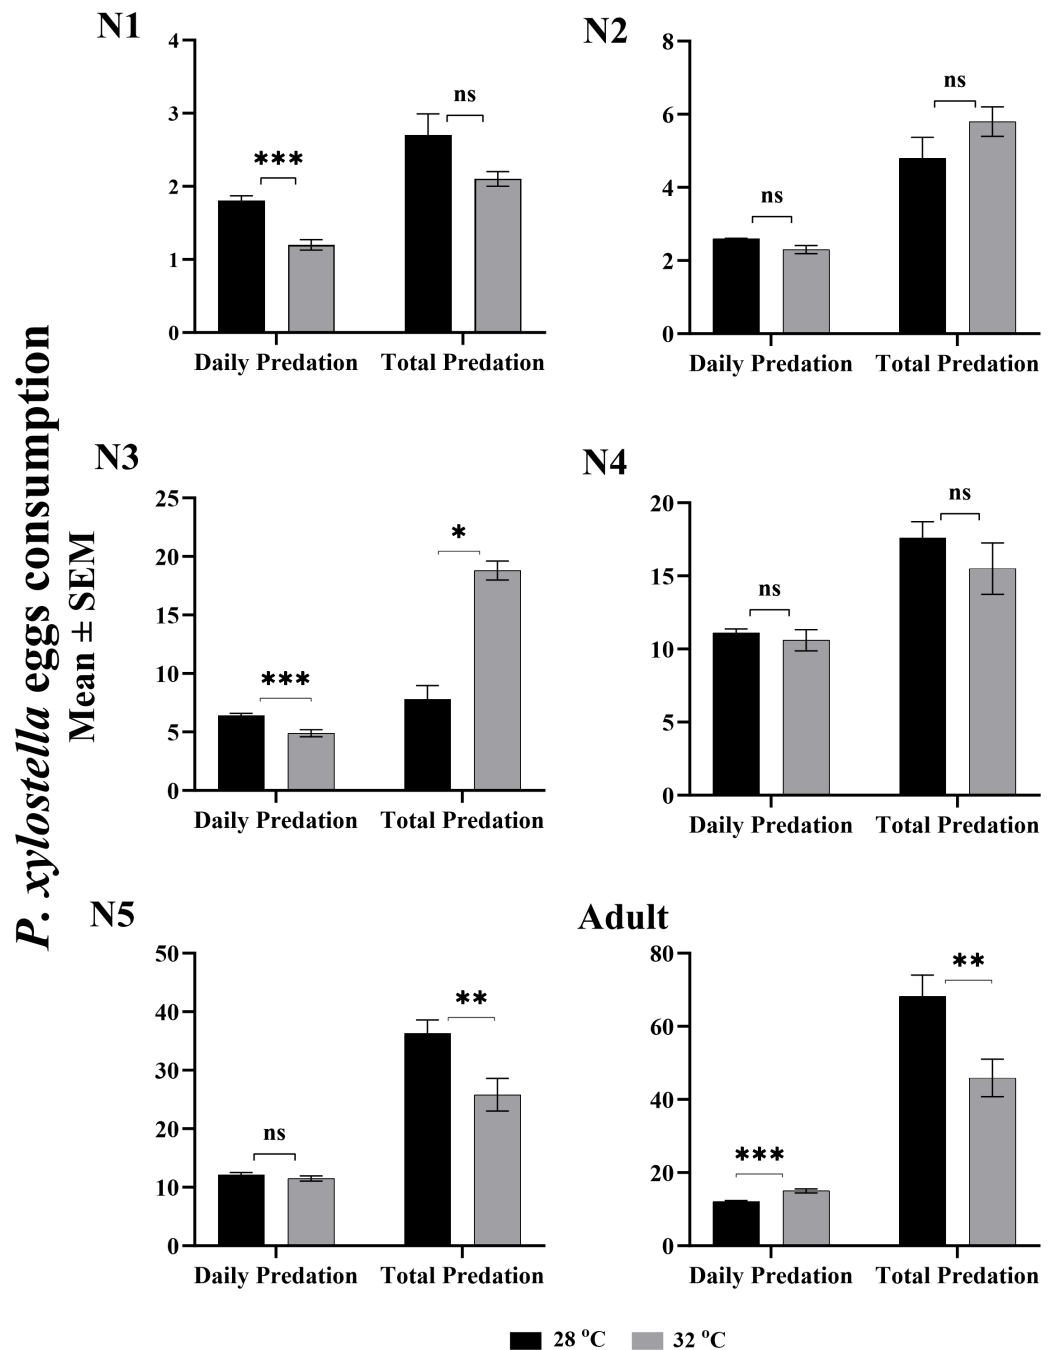 P. xylostella eggs consumption
Mean ± SEM
N1
4
3
2
1
0
***
ns
Daily Predation
Total Predation
N2
8
6
4
2
0
ns
ns
Daily Predation
Total Predation
N3
25
20
15
10
5
0
***
*
Daily Predation
Total Predation
N4
20
15
10
5
0
ns
ns
Daily Predation
Total Predation
N5
50
40
30
20
10
0
ns
**
Daily Predation
Total Predation
Adult
80
60
40
20
0
***
**
Daily Predation
Total Predation
28 °C
32 °C